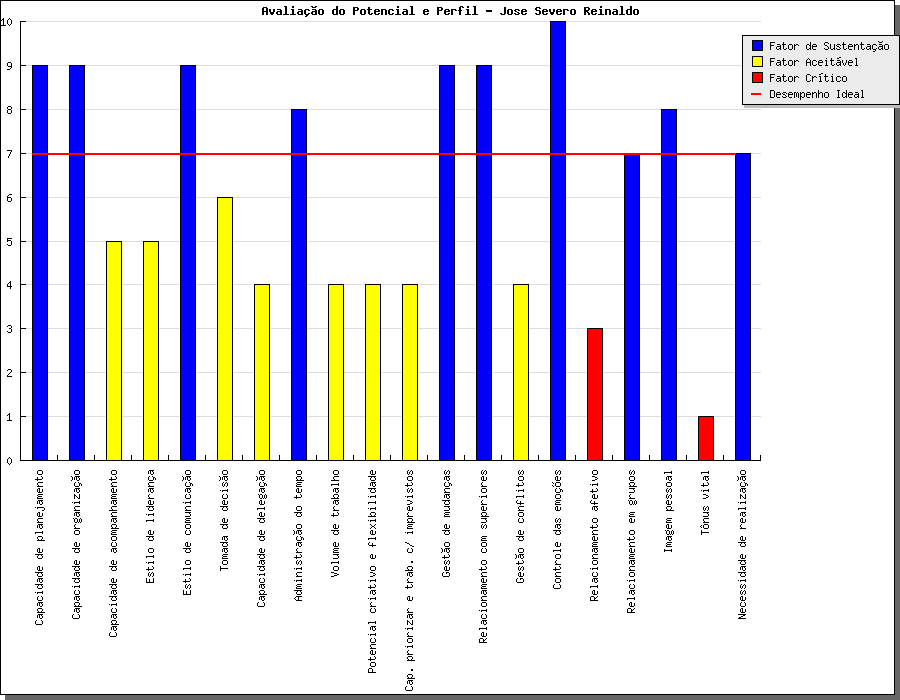 Avaliação do Potencial e Perfil - Jose Severo Reinaldo
Fator de Sustentação
Fator Aceitável
Fator Crítico
Desempenho Ideal
10
9
8
7
6
5
4
3
2
1
0
Capacidade de planejamento
Capacidade de organização
Capacidade de acompanhamento
Estilo de liderança
Estilo de comunicação
Tomada de decisão
Capacidade de delegação
Administração do tempo
Volume de trabalho
Potencial criativo e flexibilidade
Cap. priorizar e trab. c/ imprevistos
Gestão de mudanças
Relacionamento com superiores
Gestão de conflitos
Controle das emoções
Relacionamento afetivo
Relacionamento em grupos
Imagem pessoal
Tônus vital
Necessidade de realização